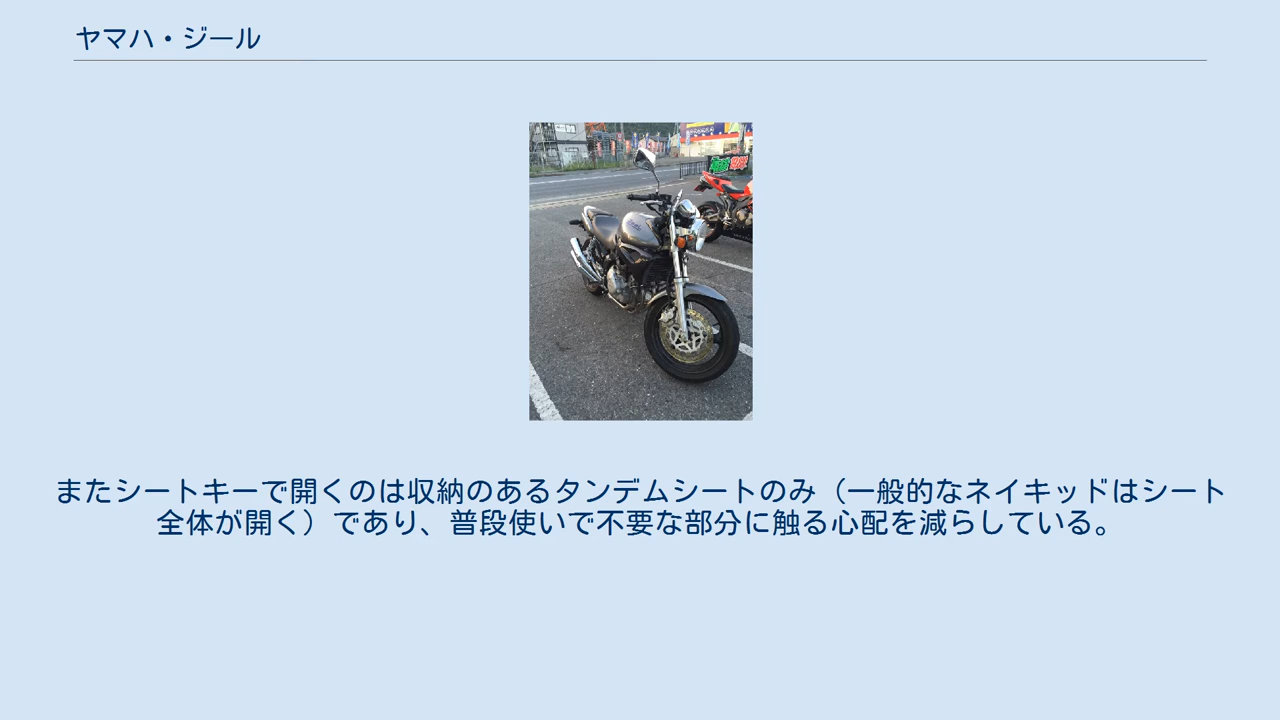 ヤマハ・ジール
またシートキーで開くのは収納のあるタンデムシートのみ（一般的なネイキッドはシート
全体が開く）であり、普段使いで不要な部分に触る心配を減らしている。